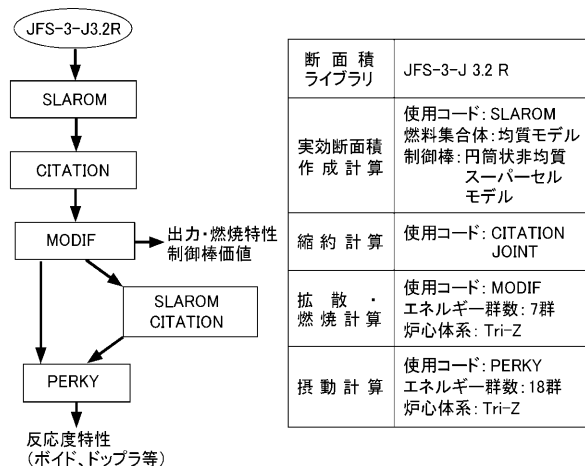 JFS-3-J3.2R
SLAROM
CITATION
MODIF
出力・燃焼特性
制御棒価値
SLAROM
CITATION
PERKY
反応度特性
(ボイド、ドップラ等)
断面積
ライブラリ
JFS-3-J 3.2 R
実効断面積
作成計算
使用コード: SLAROM
燃料集合体: 均質モデル
制御棒: 円筒状非均質
スーパーセル
モデル
縮約計算
使用コード: CITATION
JOINT
拡散・
燃焼計算
使用コード: MODIF
エネルギー群数: 7群
炉心体系: Tri-Z
摂動計算
使用コード: PERKY
エネルギー群数: 18群
炉心体系: Tri-Z